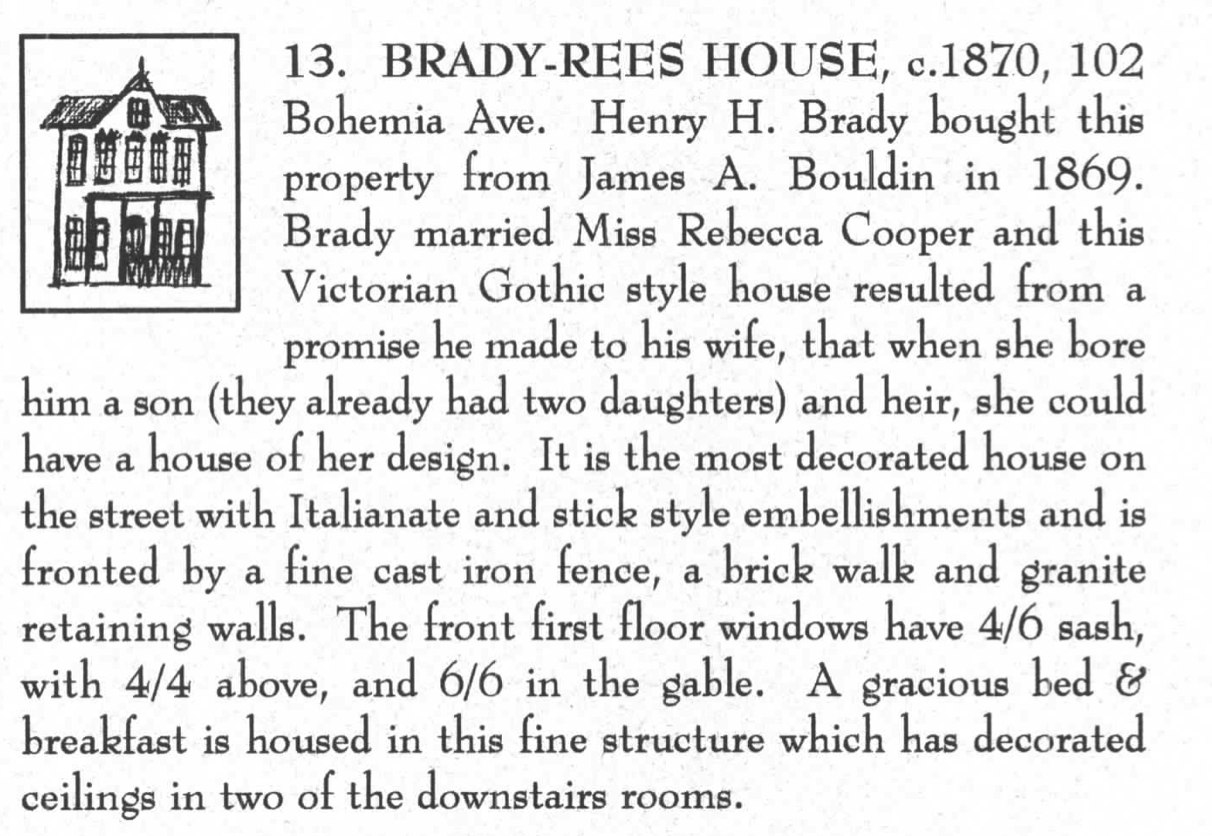 13. BRADY-REES HOUSE, c.1870, 102
Bohemia Ave. Henry H. Brady bought this
property from James A. Bouldin in 1869.
Brady married Miss Rebecca Cooper and this
Victorian Gothic style house resulted from a
promise he made to his wife, that when she bore
him a son (they already had two daughters) and heir, she could
have a house of her design. It is the most decorated house on
the street with Italianate and stick style embellishments and is
fronted by a fine cast iron fence, a brick walk and granite
retaining walls. The front first floor windows have 4/6 sash,
with 4/4 above, and 6/6 in the gable. A gracious bed &
breakfast is housed in this fine structure which has decorated
ceilings in two of the downstairs rooms.